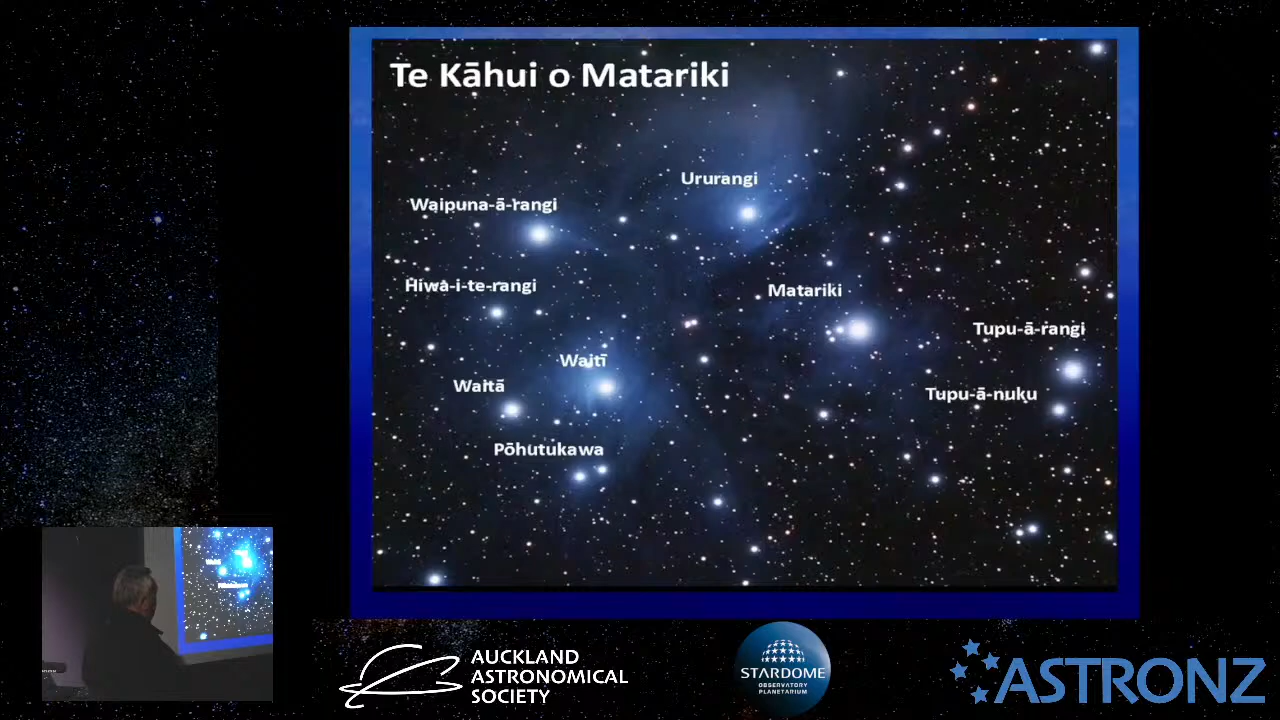 Te Kāhui o Matariki
Ururangi
Waipuna-ā-rangi
Hiwa-i-te-rangi
Matariki
Tupu-ā-rangi
Waitī
Waitā
Tupu-ā-nuku
Pōhutukawa
AUCKLAND
ASTRONOMICAL
SOCIETY
STARDOME
OBSERVATORY
PLANETARIUM
ASTRONZ